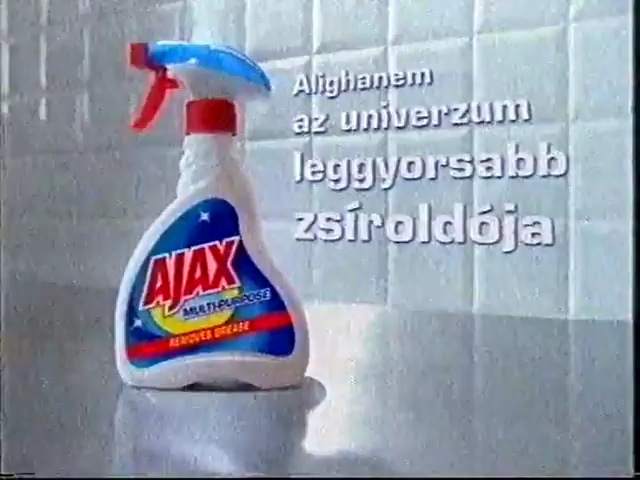 Alighanem
az univerzum
leggyorsabb
zsíroldója
AJAX
MULTI-PURPOSE
REMOVES GREASE